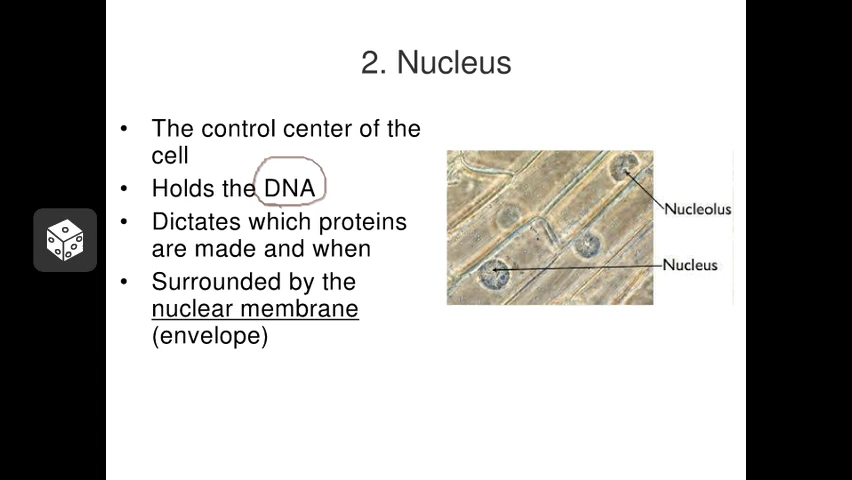 2. Nucleus
• The control center of the
cell
• Holds the DNA
• Dictates which proteins
are made and when
• Surrounded by the
nuclear membrane
(envelope)
Nucleolus
Nucleus